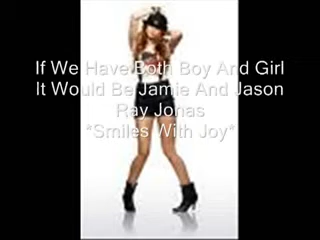 If We Have Both Boy And Girl
It Would Be Jamie And Jason
Ray Jonas
*Smiles With Joy*